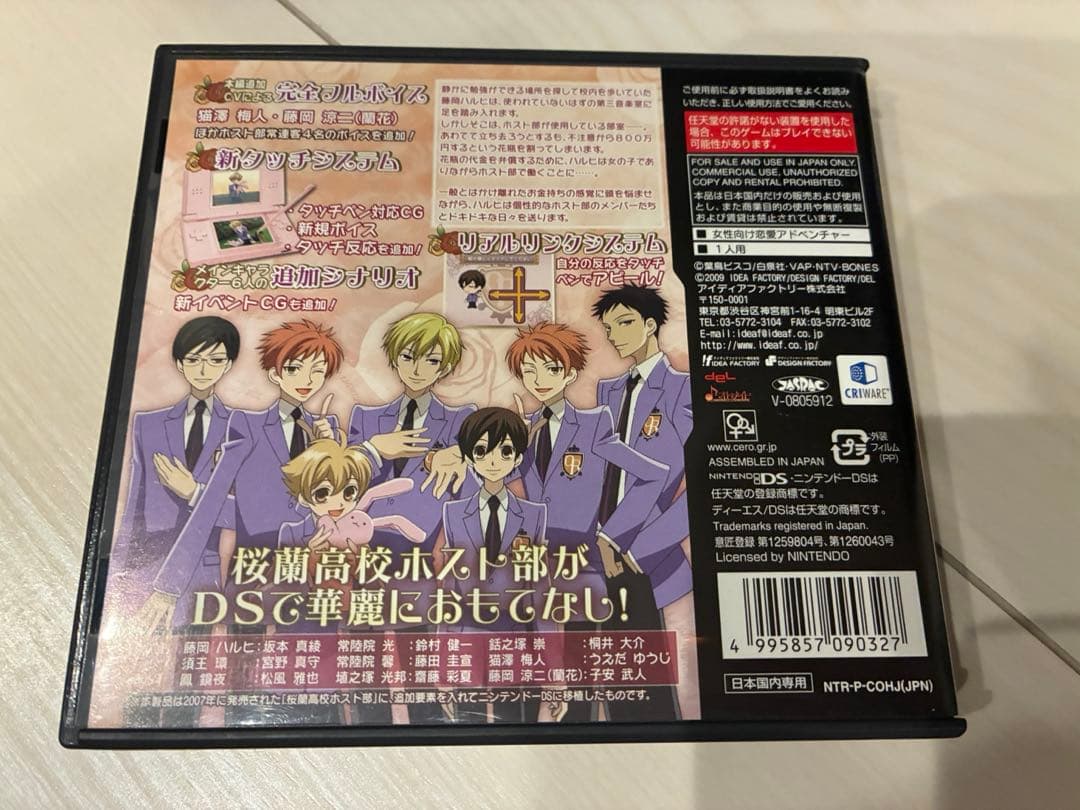 本編追加
CVによる完全フルボイス
猫澤 梅人・藤岡 涼二(蘭花)
ほかホスト部常連客4名のボイスを追加!
新タッチシステム
・タッチペン対応CG
・新規ボイス
・タッチ反応を追加!
メインキャラ
クター6人の追加シナリオ
新イベントCGも追加!
静かに勉強ができる場所を探して校内を歩いていた
藤岡ハルヒは、使われていないはずの第三音楽室に
足を踏み入れます。
しかしそこは、ホスト部が使用している部室──。
あわてて立ち去ろうとするも、不注意から800万
円するという花瓶を割ってしまいます。
花瓶の代金を弁償するために、ハルヒは女の子であ
りながらホスト部で働くことに……。
一般とはかけ離れたお金持ちの感覚に頭を悩ませ
ながら、ハルヒは個性的なホスト部のメンバーたち
とドキドキな日々を送ります。
リアルリンクシステム
自分の反応をタッチ
ペンでアピール!
桜蘭高校ホスト部が
DSで華麗におもてなし!
藤岡 ハルヒ:坂本 真綾 常陸院 光:鈴村 健一 銛之塚 崇:桐井 大介
須王 環:宮野 真守 常陸院 馨:藤田 圭宣 猫澤 梅人:うえだ ゆうじ
鳳 鏡夜:松風 雅也 埴之塚 光邦:齋藤 彩夏 藤岡 涼二(蘭花):子安 武人
※本製品は2007年に発売された「桜蘭高校ホスト部」に、追加要素を入れてニンテンドーDSに移植したものです。
ご使用前に必ず取扱説明書をよくお読み
いただき、正しい使用方法でご愛用ください。
任天堂の許諾がない装置を使用した
場合、このゲームはプレイできない
可能性があります。
FOR SALE AND USE IN JAPAN ONLY.
COMMERCIAL USE, UNAUTHORIZED
COPY AND RENTAL PROHIBITED.
本品は日本国内だけの販売および使用
とし、また商業目的の使用や無断複製
および賃貸は禁止されています。
■ 女性向け恋愛アドベンチャー
■ 1人用
©葉鳥ビスコ/白泉社・VAP・NTV・BONES
©2009 IDEA FACTORY/DESIGN FACTORY/DEL
アイディアファクトリー株式会社
〒150-0001
東京都渋谷区神宮前1-16-4 明東ビル2F
TEL:03-5772-3104 FAX:03-5772-3102
E-mail:ideaf@ideaf.co.jp
http://www.ideaf.co.jp/
IDEA FACTORY
DESIGN FACTORY
del
JASRAC
V-0805912
CRIWARE
www.cero.gr.jp
プラ
外装
フィルム
(PP)
ASSEMBLED IN JAPAN
NINTENDO DS・ニンテンドーDSは
任天堂の登録商標です。
ディーエス/DSは任天堂の商標です。
Trademarks registered in Japan.
意匠登録 第1259804号、第1260043号
Licensed by NINTENDO
4 995857 090327
日本国内専用
NTR-P-COHJ(JPN)